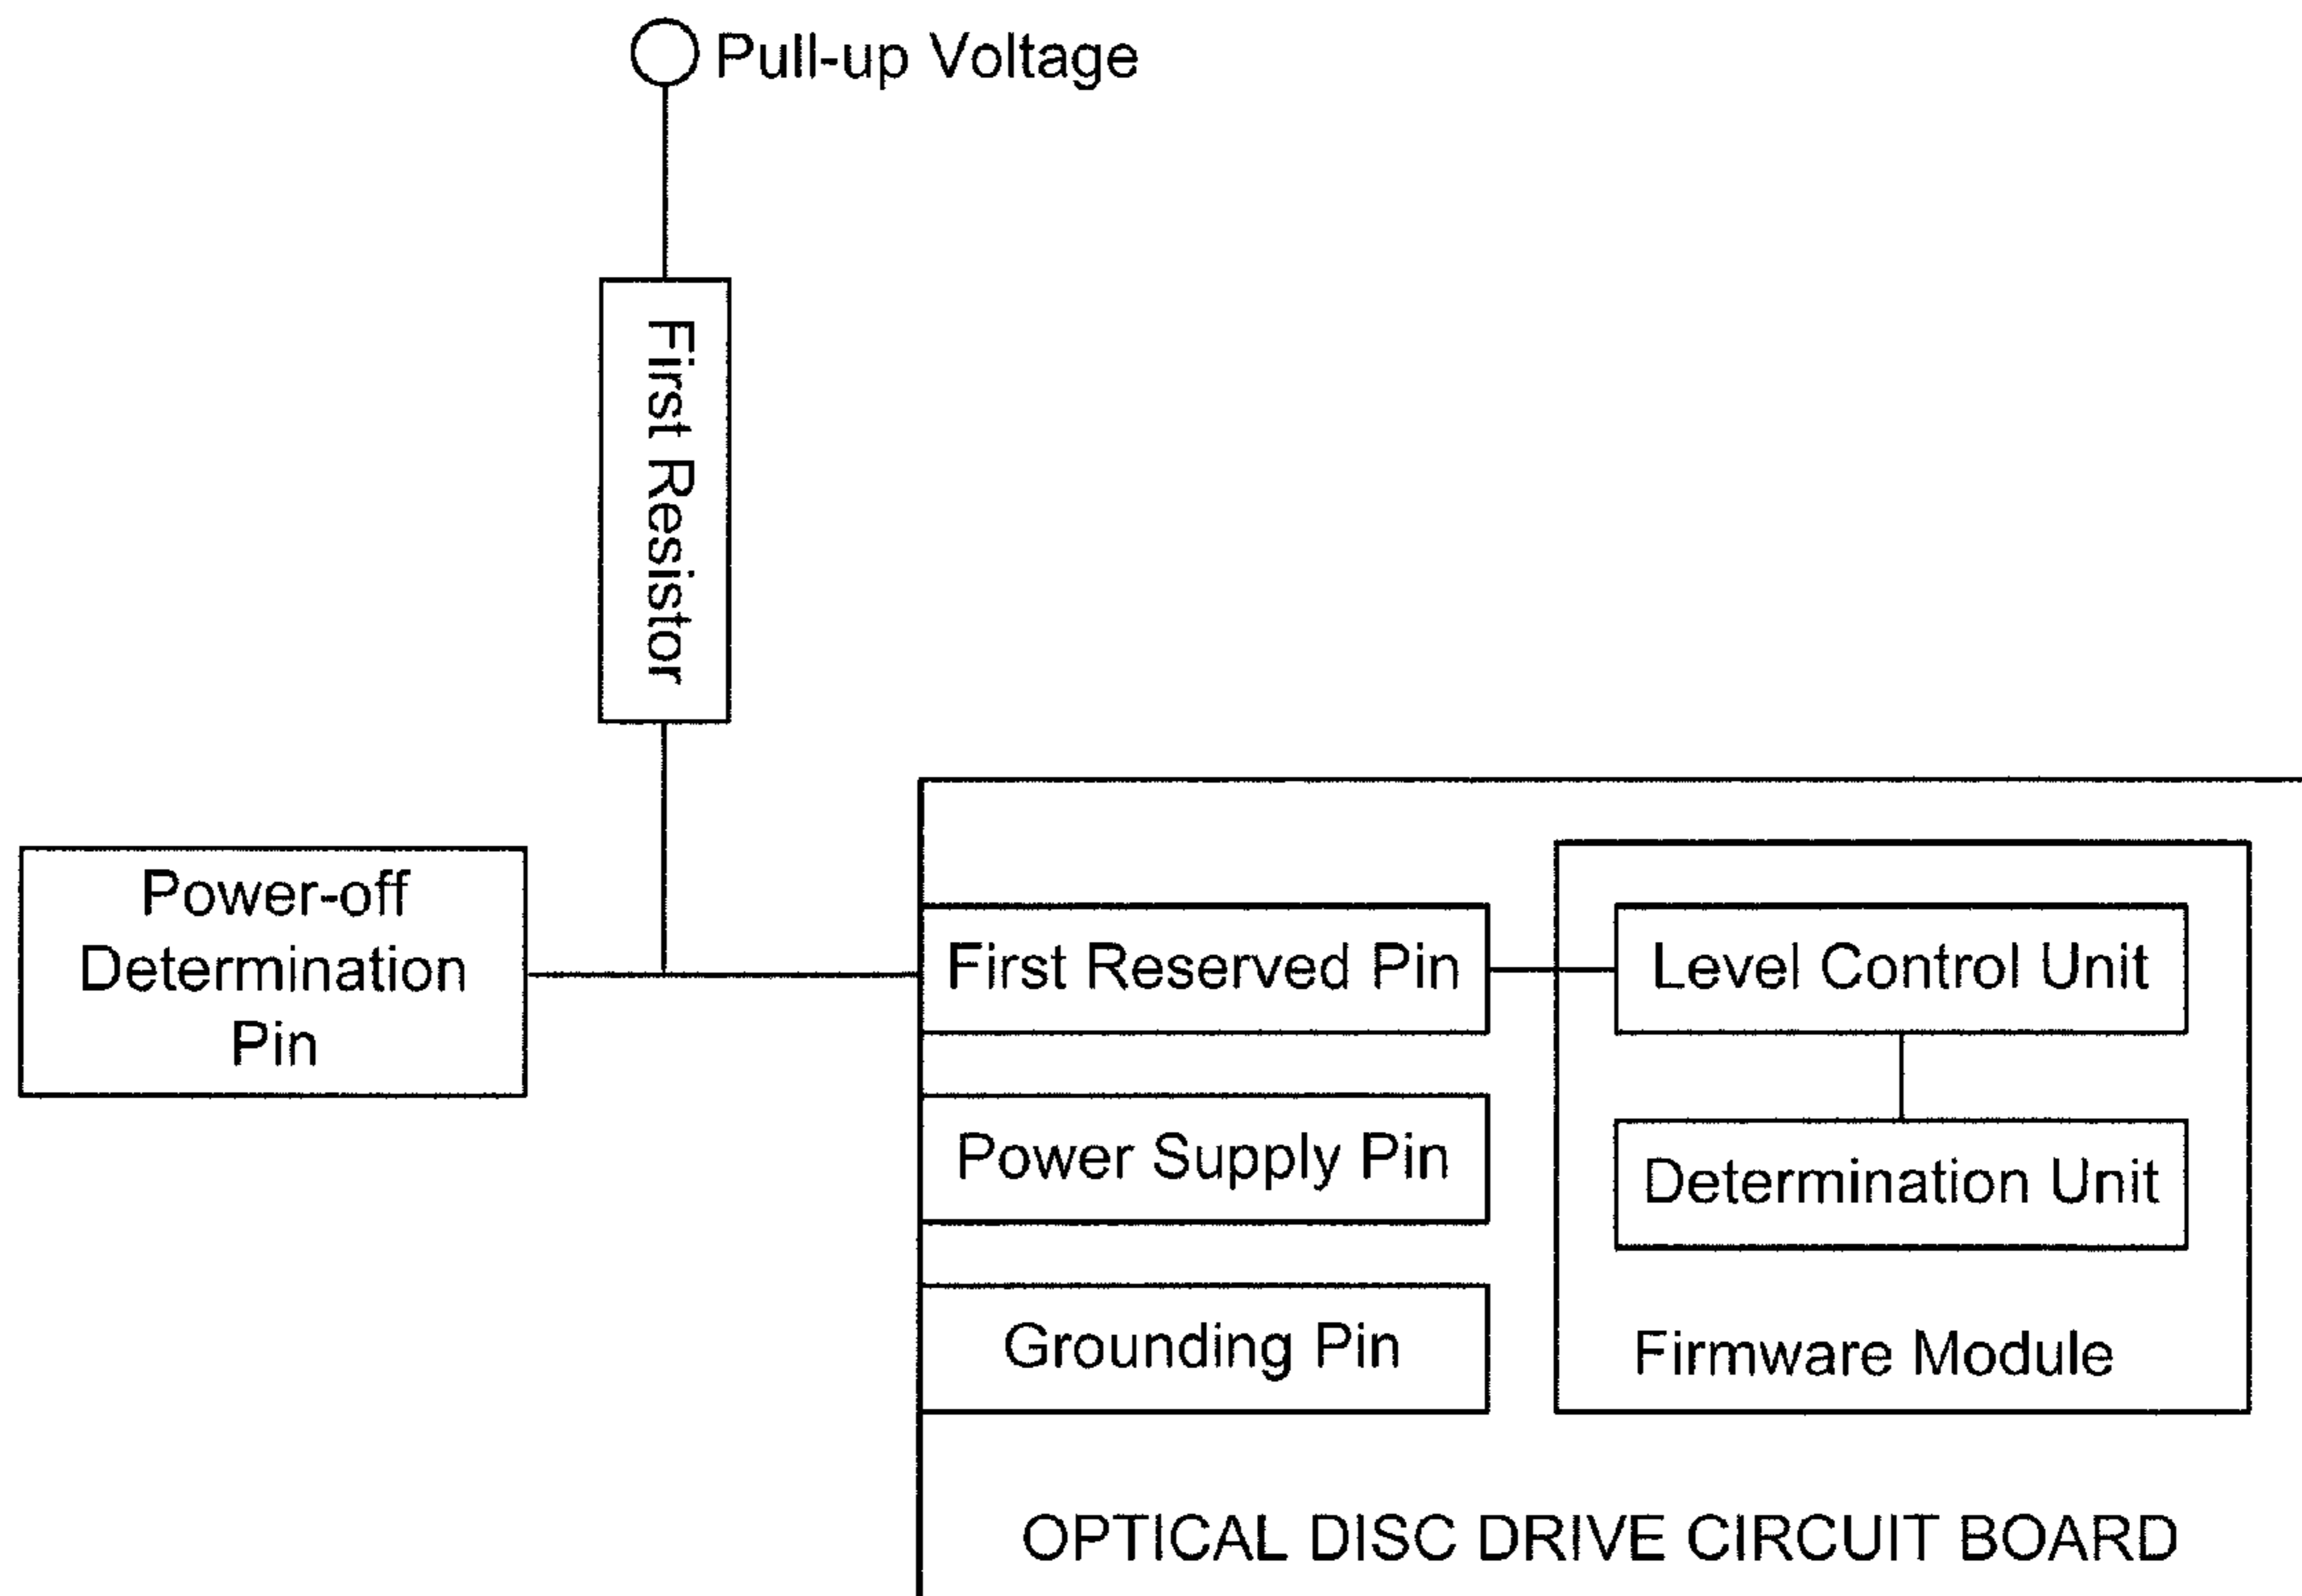 Pull-up Voltage
First Resistor
Power-off
Determination
Pin
First Reserved Pin
Level Control Unit
Power Supply Pin
Determination Unit
Grounding Pin
Firmware Module
OPTICAL DISC DRIVE CIRCUIT BOARD